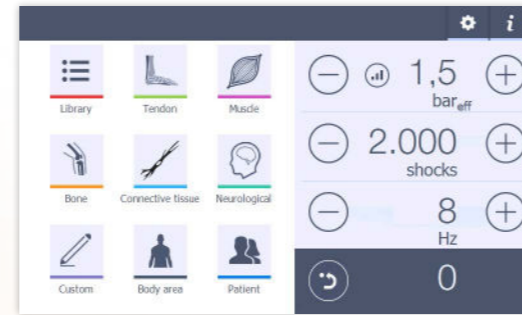 i
Library
Tendon
Muscle
Bone
Connective tissue
Neurological
Custom
Body area
Patient
1,5
bar eff
2.000
shocks
8
Hz
0